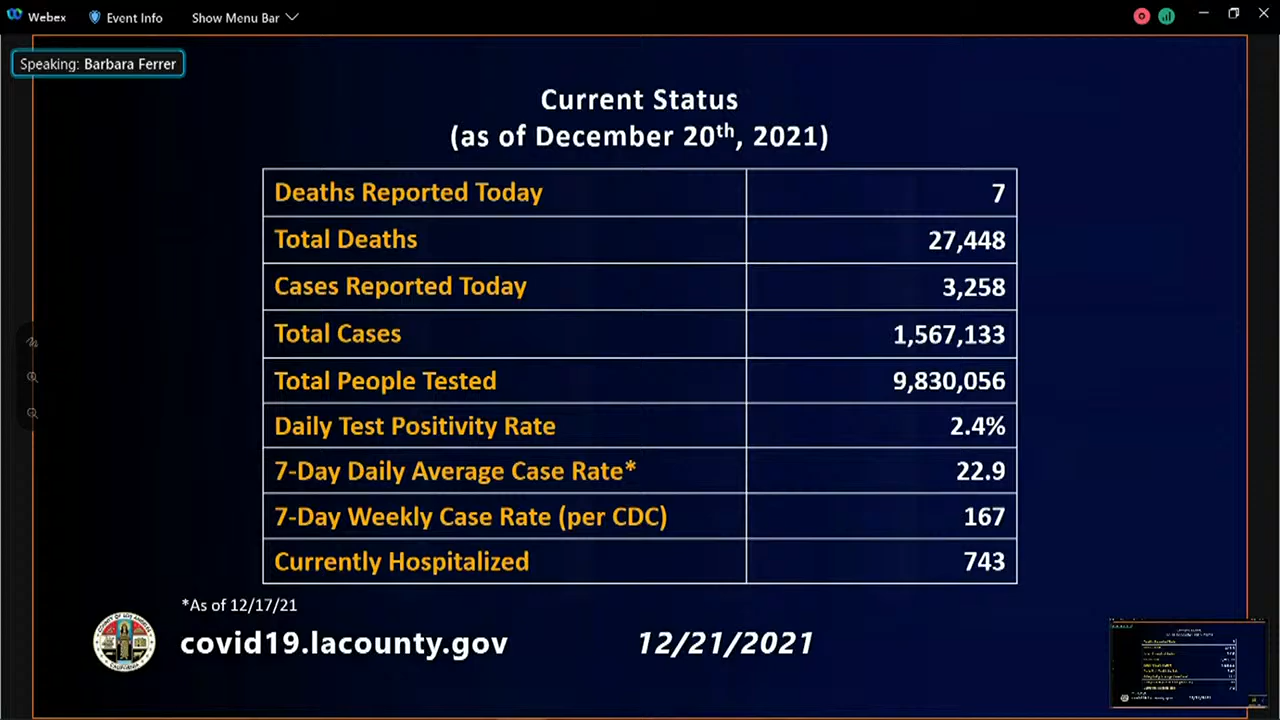 Webex Event Info Show Menu Bar
Speaking: Barbara Ferrer
Current Status
(as of December 20th, 2021)
Deaths Reported Today 7
Total Deaths 27,448
Cases Reported Today 3,258
Total Cases 1,567,133
Total People Tested 9,830,056
Daily Test Positivity Rate 2.4%
7-Day Daily Average Case Rate* 22.9
7-Day Weekly Case Rate (per CDC) 167
Currently Hospitalized 743
*As of 12/17/21
covid19.lacounty.gov 12/21/2021